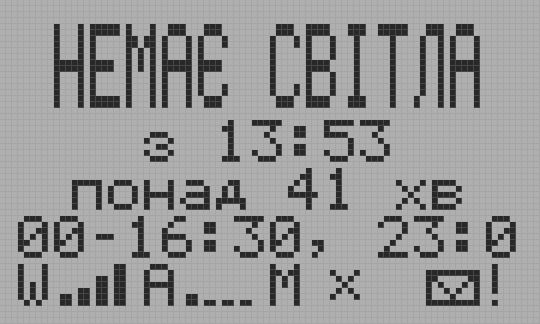 НЕМАЄ СВІТЛА
з 13:53
понад 41 хв
00-16:30, 23:0
W A M × !